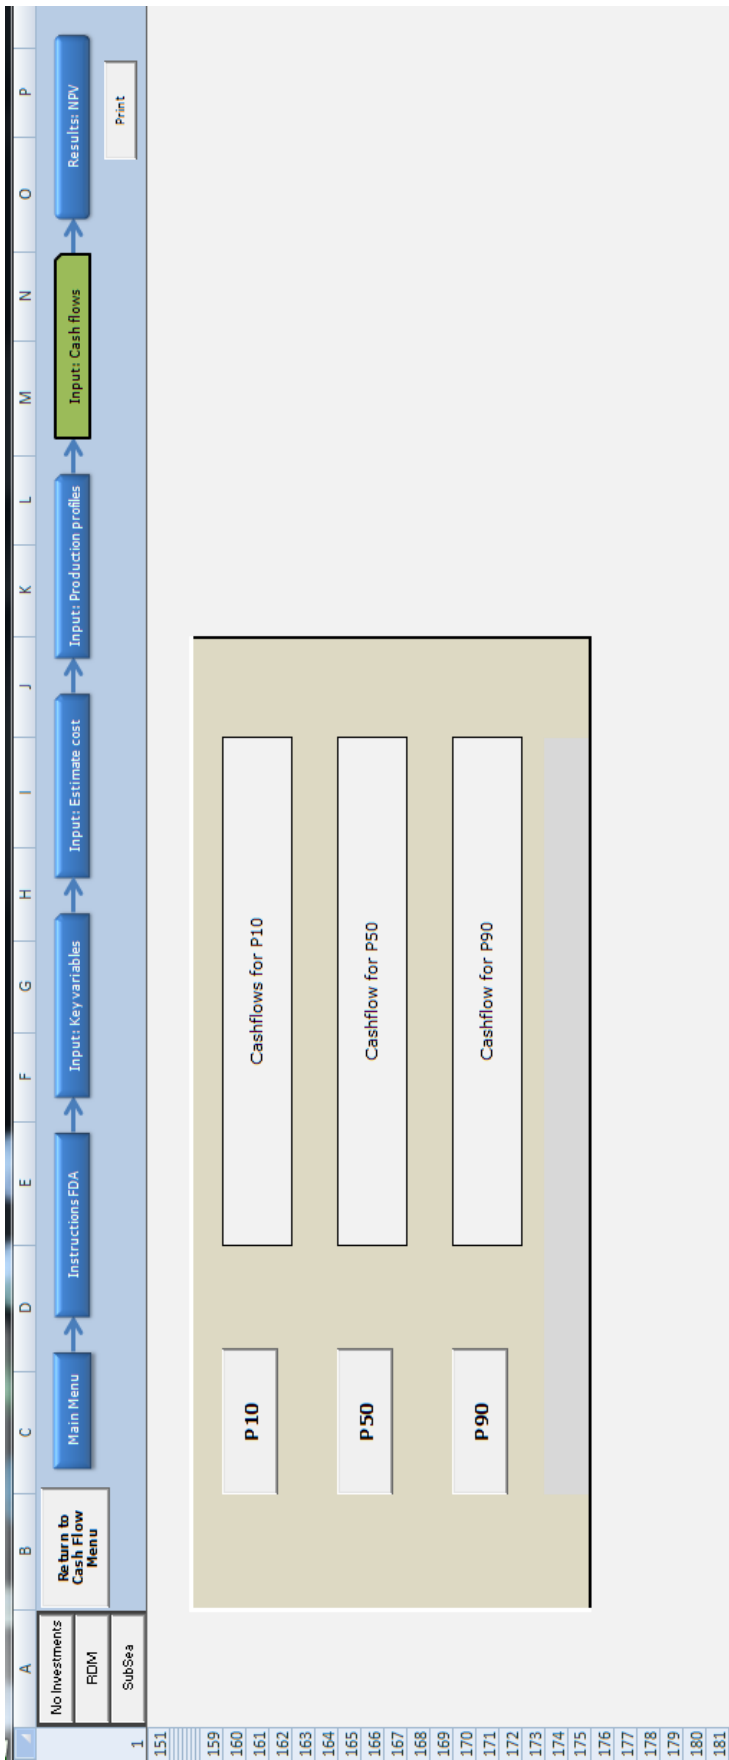 A B C D E F G H I J K L M N O P
No Investments
RDM
SubSea
Return to
Cash Flow
Menu
Main Menu
Instructions FDA
Input: Key variables
Input: Estimate cost
Input: Production profiles
Input: Cash flows
Results: NPV
Print
1
151
159
160
161
162
163
164
165
166
167
168
169
170
171
172
173
174
175
176
177
178
179
180
181
P10
Cashflows for P10
P50
Cashflow for P50
P90
Cashflow for P90